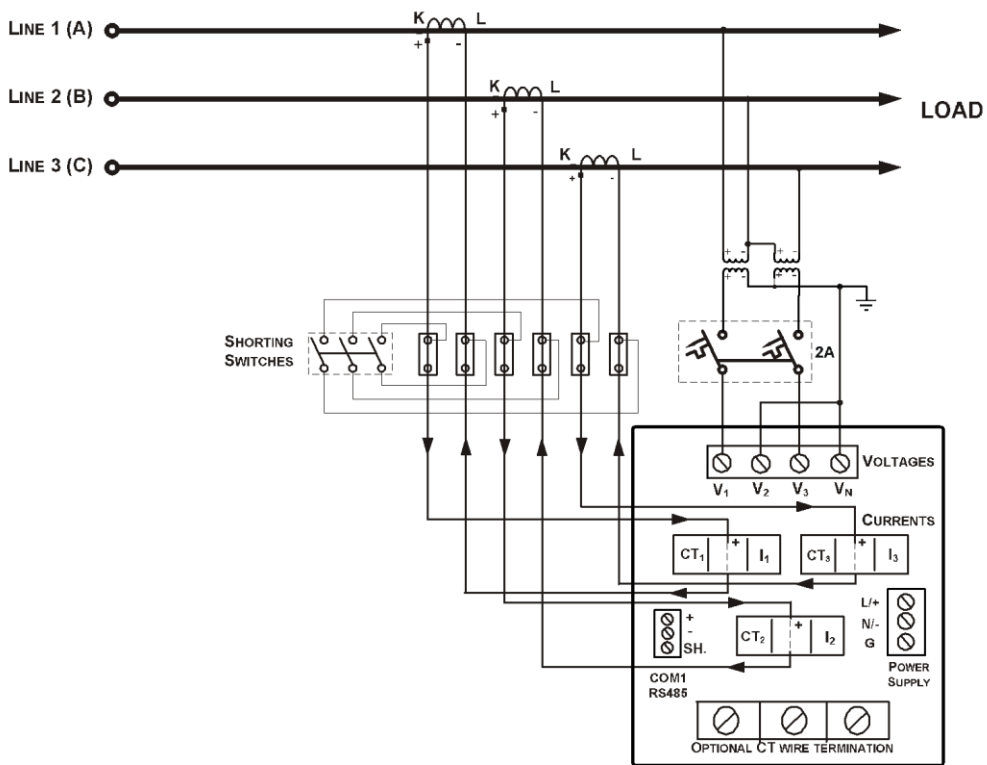 K L
LINE 1 (A)
+ -
K L
LINE 2 (B)
+ -
LOAD
K L
LINE 3 (C)
+ -
+ - + -
+ - + -
SHORTING
SWITCHES
2A
VOLTAGES
V1 V2 V3 VN
CURRENTS
CT1 + I1
CT3 + I3
L/+
N/-
G
POWER
SUPPLY
CT2 + I2
+
-
SH.
COM1
RS485
OPTIONAL CT WIRE TERMINATION